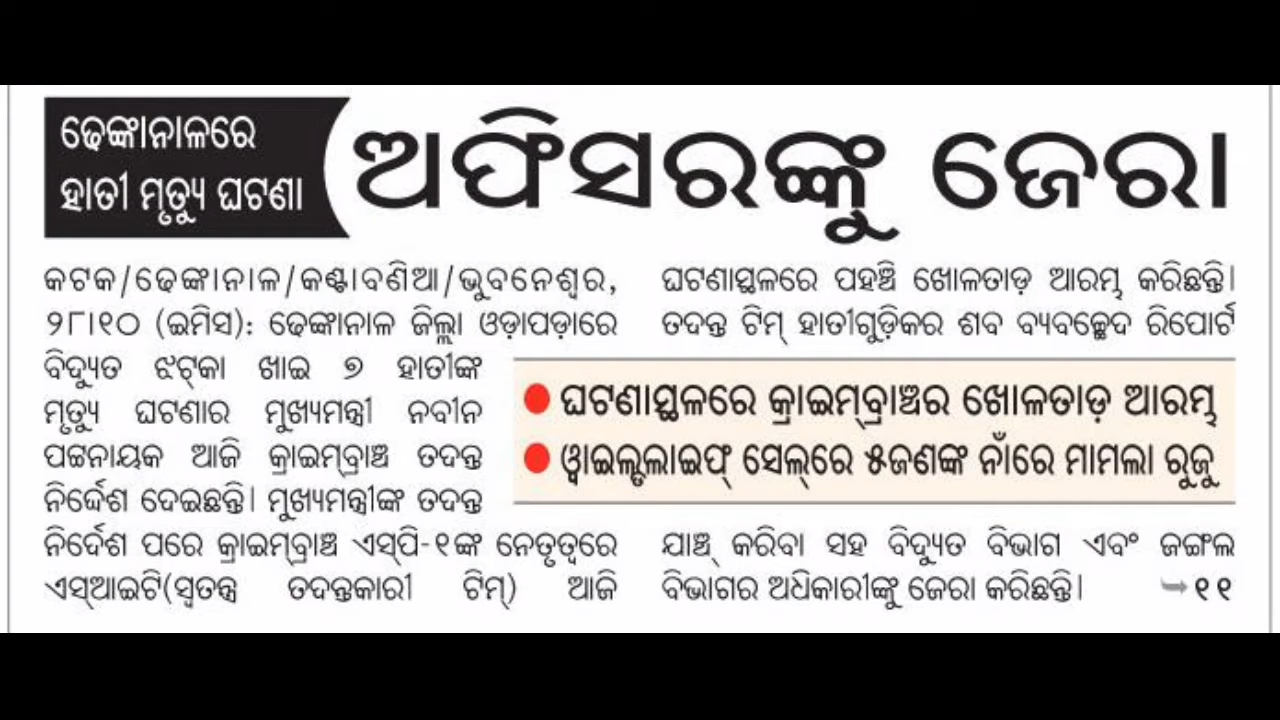 ଢେଙ୍କାନାଳରେ
ହାତୀ ମୃତ୍ୟୁ ଘଟଣା
ଅଫିସରଙ୍କୁ ଜେରା
କଟକ/ଢେଙ୍କାନାଳ/କଣ୍ଟାବଣିଆ/ଭୁବନେଶ୍ୱର,
୨୮।୧୦ (ଇମିସ): ଢେଙ୍କାନାଳ ଜିଲ୍ଲା ଓଡ଼ାପଡ଼ାରେ
ବିଦ୍ୟୁତ ଝଟ୍‌କା ଖାଇ ୭ ହାତୀଙ୍କ
ମୃତ୍ୟୁ ଘଟଣାର ମୁଖ୍ୟମନ୍ତ୍ରୀ ନବୀନ
ପଟ୍ଟନାୟକ ଆଜି କ୍ରାଇମ୍‌ବ୍ରାଞ୍ଚ ତଦନ୍ତ
ନିର୍ଦ୍ଦେଶ ଦେଇଛନ୍ତି। ମୁଖ୍ୟମନ୍ତ୍ରୀଙ୍କ ତଦନ୍ତ
ନିର୍ଦେଶ ପରେ କ୍ରାଇମ୍‌ବ୍ରାଞ୍ଚ ଏସ୍‌ପି-୧ଙ୍କ ନେତୃତ୍ୱରେ
ଏସ୍‌ଆଇଟି(ସ୍ୱତନ୍ତ୍ର ତଦନ୍ତକାରୀ ଟିମ୍‌) ଆଜି
ଘଟଣାସ୍ଥଳରେ ପହଞ୍ଚି ଖୋଳତାଡ଼ ଆରମ୍ଭ କରିଛନ୍ତି।
ତଦନ୍ତ ଟିମ୍‌ ହାତୀଗୁଡ଼ିକର ଶବ ବ୍ୟବଚ୍ଛେଦ ରିପୋର୍ଟ
● ଘଟଣାସ୍ଥଳରେ କ୍ରାଇମ୍‌ବ୍ରାଞ୍ଚର ଖୋଳତାଡ଼ ଆରମ୍ଭ
● ୱାଇଲ୍ଡଲାଇଫ୍‌ ସେଲ୍‌ରେ ୫ଜଣଙ୍କ ନାଁରେ ମାମଲା ରୁଜୁ
ଯାଞ୍ଚ୍‌ କରିବା ସହ ବିଦ୍ୟୁତ ବିଭାଗ ଏବଂ ଜଙ୍ଗଲ
ବିଭାଗର ଅଧିକାରୀଙ୍କୁ ଜେରା କରିଛନ୍ତି। ➥୧୧